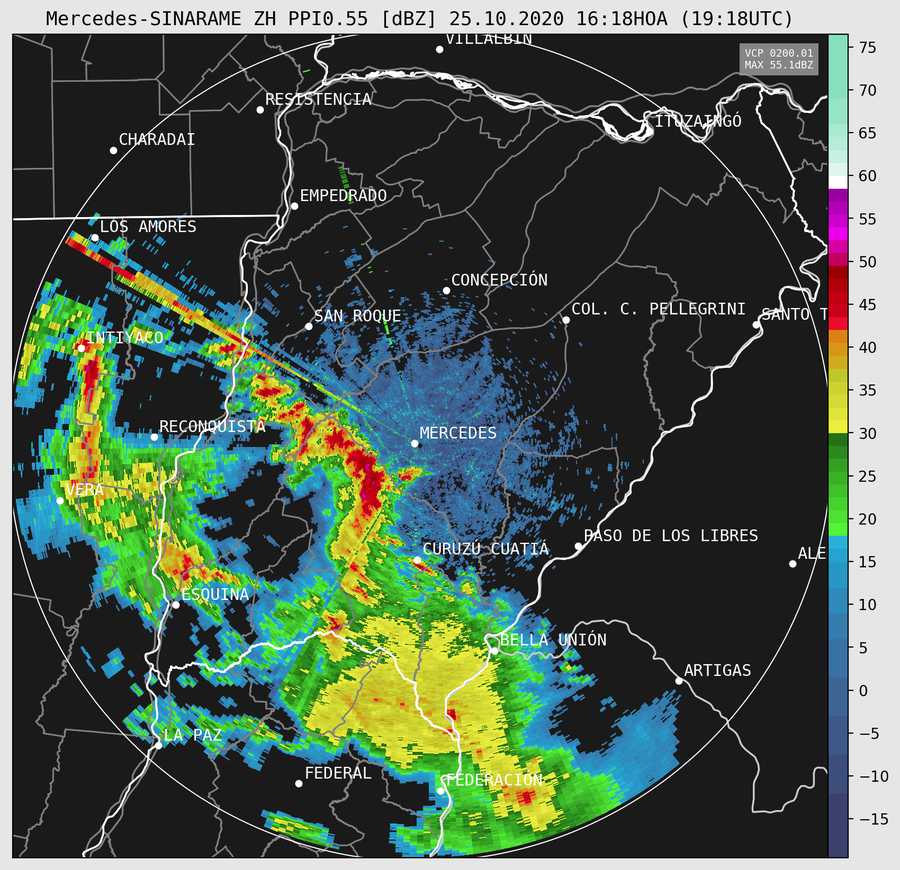 Mercedes-SINARAME ZH PPI0.55 [dBZ] 25.10.2020 16:18HOA (19:18UTC)
VILLALBÍN
VCP 0200.01
MAX 55.1dBZ
75
70
65
60
55
50
45
40
35
30
25
20
15
10
5
0
−5
−10
−15
RESISTENCIA
ITUZAINGÓ
CHARADAI
EMPEDRADO
LOS AMORES
CONCEPCIÓN
COL. C. PELLEGRINI
SANTO T
SAN ROQUE
INTIYACO
RECONQUISTA
MERCEDES
VERA
PASO DE LOS LIBRES
CURUZÚ CUATIÁ
ALE
ESQUINA
BELLA UNIÓN
ARTIGAS
LA PAZ
FEDERAL
FEDERACIÓN